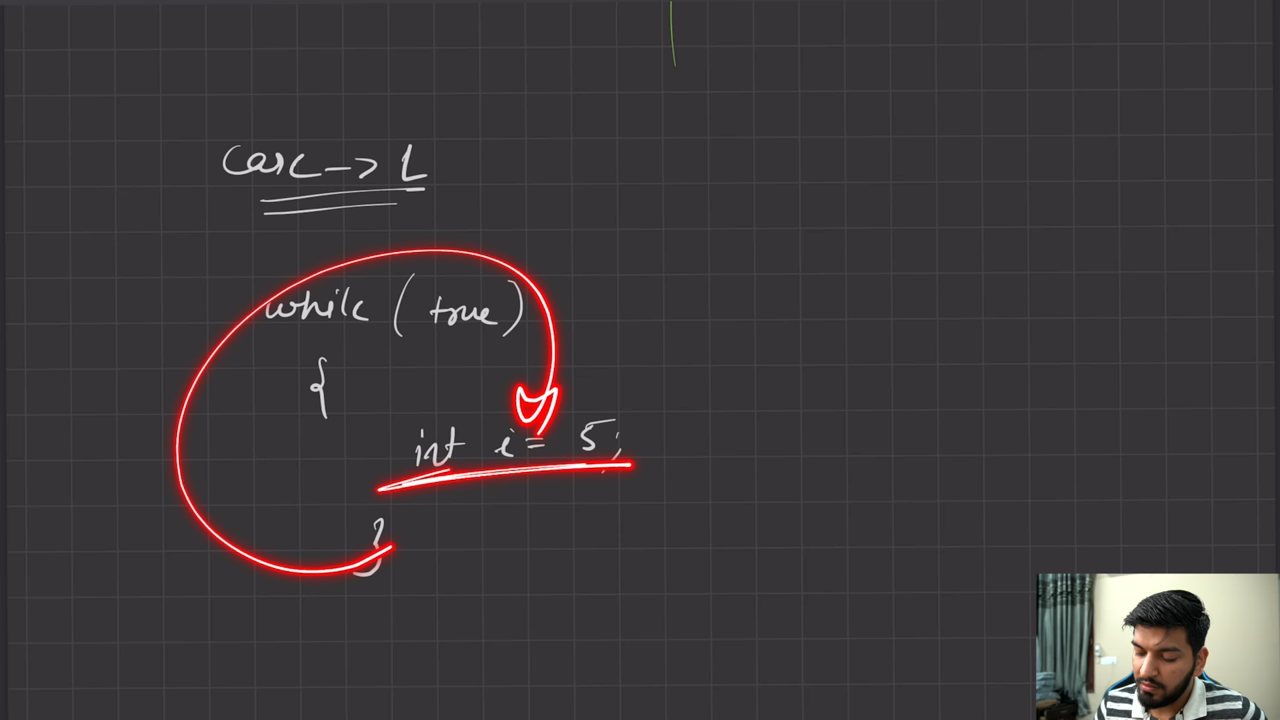 Case -> 1
while ( true )
{
int i = 5;
}